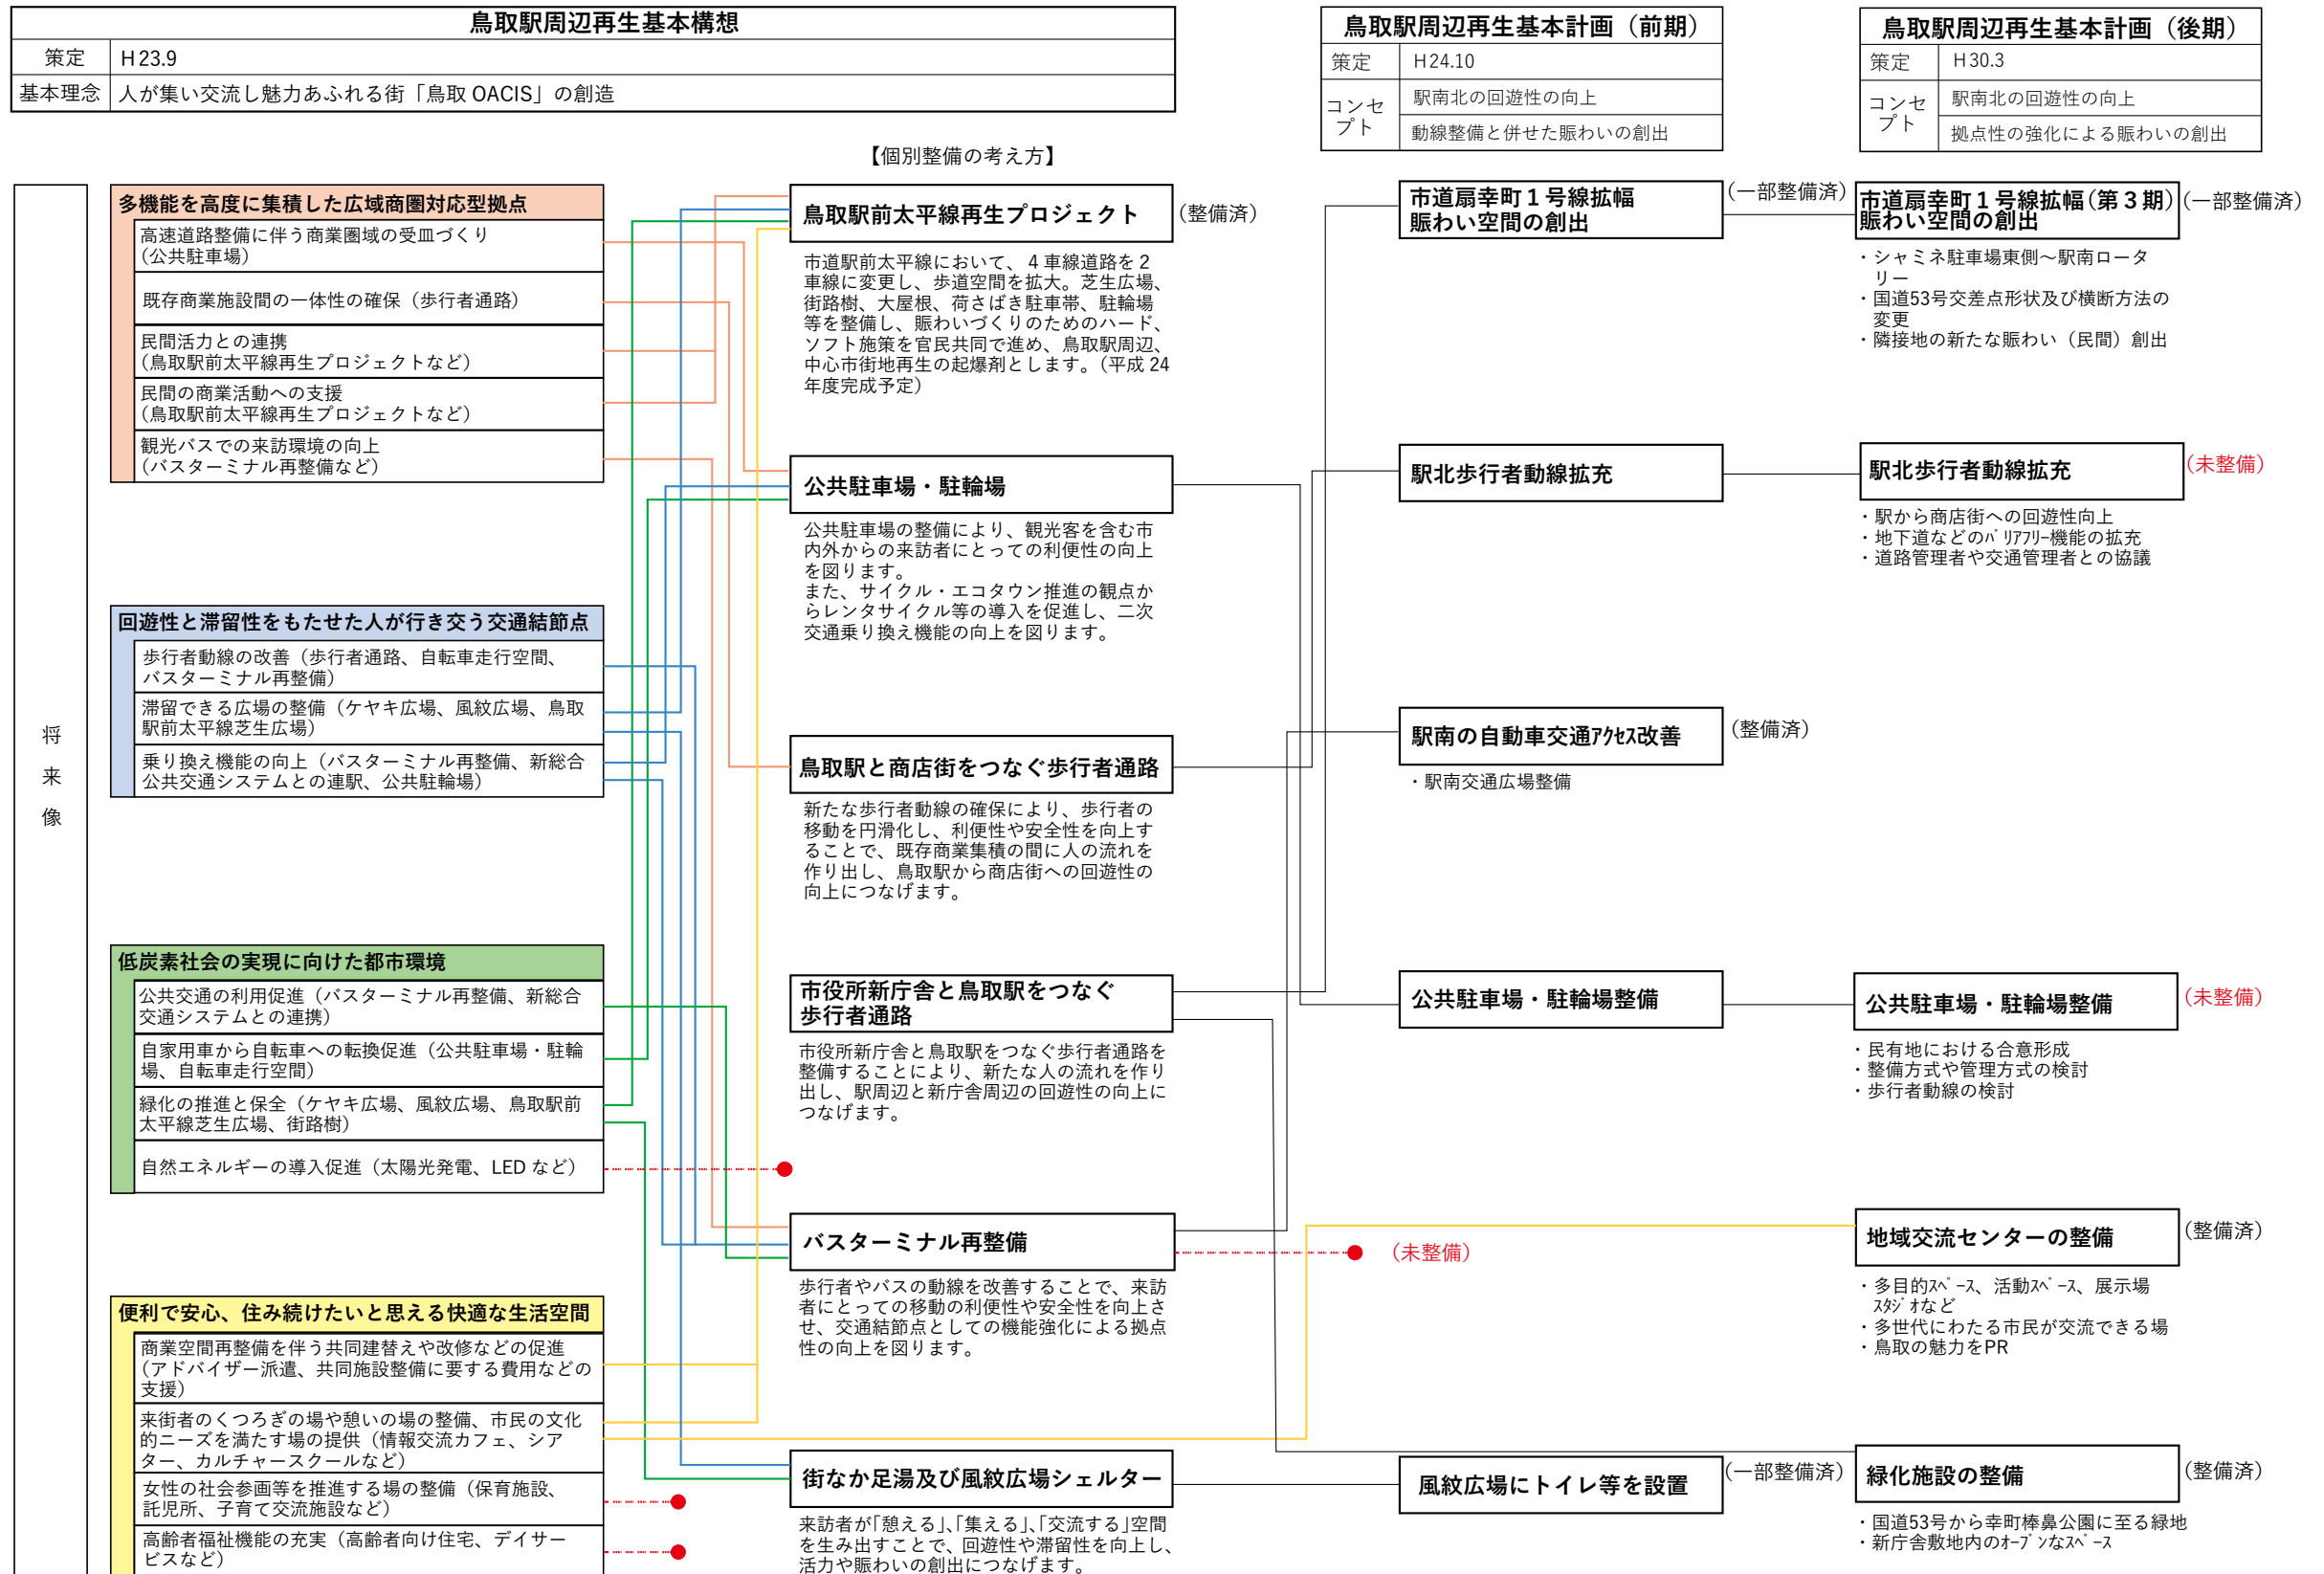 鳥取駅周辺再生基本構想
策定
H23.9
基本理念
人が集い交流し魅力あふれる街「鳥取 OACIS」の創造
鳥取駅周辺再生基本計画（前期）
策定
H24.10
コンセ
プト
駅南北の回遊性の向上
動線整備と併せた賑わいの創出
鳥取駅周辺再生基本計画（後期）
策定
H30.3
コンセ
プト
駅南北の回遊性の向上
拠点性の強化による賑わいの創出
【個別整備の考え方】
将
来
像
多機能を高度に集積した広域商圏対応型拠点
高速道路整備に伴う商業圏域の受皿づくり
（公共駐車場）
既存商業施設間の一体性の確保（歩行者通路）
民間活力との連携
（鳥取駅前太平線再生プロジェクトなど）
民間の商業活動への支援
（鳥取駅前太平線再生プロジェクトなど）
観光バスでの来訪環境の向上
（バスターミナル再整備など）
回遊性と滞留性をもたせた人が行き交う交通結節点
歩行者動線の改善（歩行者通路、自転車走行空間、
バスターミナル再整備）
滞留できる広場の整備（ケヤキ広場、風紋広場、鳥取
駅前太平線芝生広場）
乗り換え機能の向上（バスターミナル再整備、新総合
公共交通システムとの連駅、公共駐輪場）
低炭素社会の実現に向けた都市環境
公共交通の利用促進（バスターミナル再整備、新総合
交通システムとの連携）
自家用車から自転車への転換促進（公共駐車場・駐輪
場、自転車走行空間）
緑化の推進と保全（ケヤキ広場、風紋広場、鳥取駅前
太平線芝生広場、街路樹）
自然エネルギーの導入促進（太陽光発電、LED など）
便利で安心、住み続けたいと思える快適な生活空間
商業空間再整備を伴う共同建替えや改修などの促進
（アドバイザー派遣、共同施設整備に要する費用などの
支援）
来街者のくつろぎの場や憩いの場の整備、市民の文化
的ニーズを満たす場の提供（情報交流カフェ、シア
ター、カルチャースクールなど）
女性の社会参画等を推進する場の整備（保育施設、
託児所、子育て交流施設など）
高齢者福祉機能の充実（高齢者向け住宅、デイサー
ビスなど）
鳥取駅前太平線再生プロジェクト
（整備済）
市道駅前太平線において、４車線道路を２
車線に変更し、歩道空間を拡大。芝生広場、
街路樹、大屋根、荷さばき駐車帯、駐輪場
等を整備し、賑わいづくりのためのハード、
ソフト施策を官民共同で進め、鳥取駅周辺、
中心市街地再生の起爆剤とします。（平成 24
年度完成予定）
公共駐車場・駐輪場
公共駐車場の整備により、観光客を含む市
内外からの来訪者にとっての利便性の向上
を図ります。
また、サイクル・エコタウン推進の観点か
らレンタサイクル等の導入を促進し、二次
交通乗り換え機能の向上を図ります。
鳥取駅と商店街をつなぐ歩行者通路
新たな歩行者動線の確保により、歩行者の
移動を円滑化し、利便性や安全性を向上す
ることで、既存商業集積の間に人の流れを
作り出し、鳥取駅から商店街への回遊性の
向上につなげます。
市役所新庁舎と鳥取駅をつなぐ
歩行者通路
市役所新庁舎と鳥取駅をつなぐ歩行者通路を
整備することにより、新たな人の流れを作り
出し、駅周辺と新庁舎周辺の回遊性の向上に
つなげます。
バスターミナル再整備
（未整備）
歩行者やバスの動線を改善することで、来訪
者にとっての移動の利便性や安全性を向上さ
せ、交通結節点としての機能強化による拠点
性の向上を図ります。
街なか足湯及び風紋広場シェルター
来訪者が「憩える」、「集える」、「交流する」空間
を生み出すことで、回遊性や滞留性を向上し、
活力や賑わいの創出につなげます。
市道扇幸町１号線拡幅
賑わい空間の創出
（一部整備済）
駅北歩行者動線拡充
駅南の自動車交通ｱｸｾｽ改善
（整備済）
・駅南交通広場整備
公共駐車場・駐輪場整備
風紋広場にトイレ等を設置
（一部整備済）
市道扇幸町１号線拡幅（第３期）
賑わい空間の創出
（一部整備済）
・シャミネ駐車場東側～駅南ロータ
リー
・国道53号交差点形状及び横断方法の
変更
・隣接地の新たな賑わい（民間）創出
駅北歩行者動線拡充
（未整備）
・駅から商店街への回遊性向上
・地下道などのﾊﾞﾘｱﾌﾘｰ機能の拡充
・道路管理者や交通管理者との協議
公共駐車場・駐輪場整備
（未整備）
・民有地における合意形成
・整備方式や管理方式の検討
・歩行者動線の検討
地域交流センターの整備
（整備済）
・多目的ｽﾍﾟｰｽ、活動ｽﾍﾟｰｽ、展示場
ｽﾀｼﾞｵなど
・多世代にわたる市民が交流できる場
・鳥取の魅力をPR
緑化施設の整備
（整備済）
・国道53号から幸町棒鼻公園に至る緑地
・新庁舎敷地内のｵｰﾌﾟﾝなｽﾍﾟｰｽ